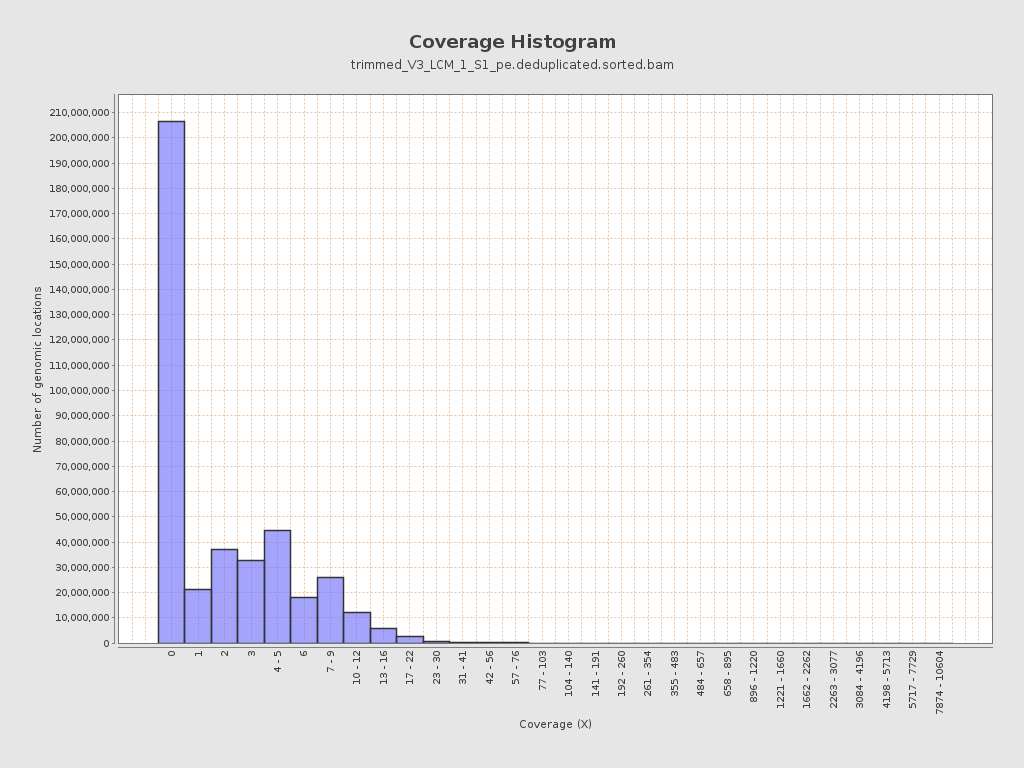 Coverage Histogram
trimmed_V3_LCM_1_S1_pe.deduplicated.sorted.bam
Number of genomic locations
210,000,000
200,000,000
190,000,000
180,000,000
170,000,000
160,000,000
150,000,000
140,000,000
130,000,000
120,000,000
110,000,000
100,000,000
90,000,000
80,000,000
70,000,000
60,000,000
50,000,000
40,000,000
30,000,000
20,000,000
10,000,000
0
0
1
2
3
4 - 5
6
7 - 9
10 - 12
13 - 16
17 - 22
23 - 30
31 - 41
42 - 56
57 - 76
77 - 103
104 - 140
141 - 191
192 - 260
261 - 354
355 - 483
484 - 657
658 - 895
896 - 1220
1221 - 1660
1662 - 2262
2263 - 3077
3084 - 4196
4198 - 5713
5717 - 7729
7874 - 10604
Coverage (X)